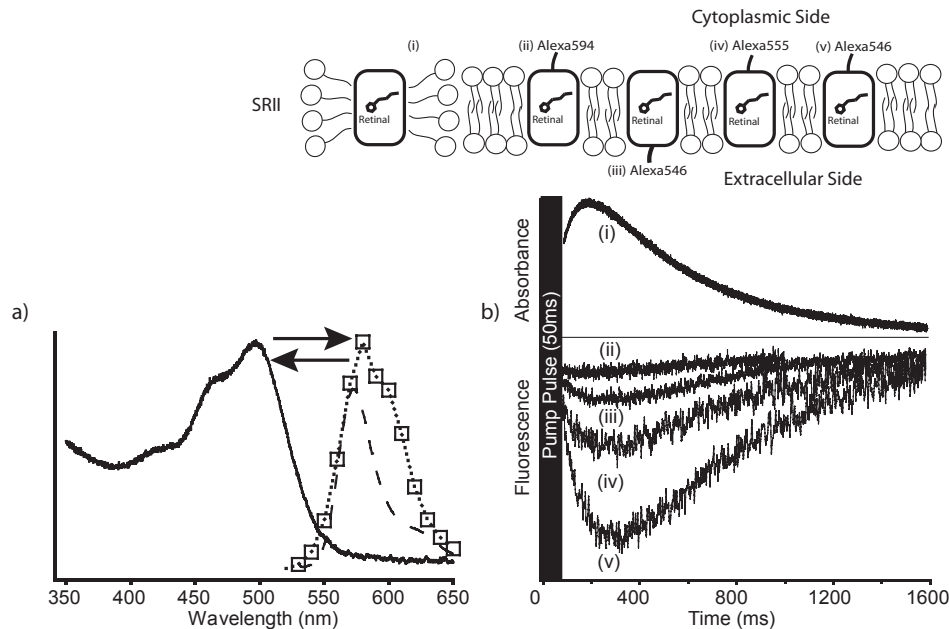 Cytoplasmic Side
(i)
(ii) Alexa594
(iv) Alexa555
(v) Alexa546
SRII
Retinal
Retinal
Retinal
Retinal
Retinal
(iii) Alexa546
Extracellular Side
a)
350
400
450
500
550
600
650
Wavelength (nm)
b)
Absorbance
Fluorescence
Pump Pulse (50ms)
(i)
(ii)
(iii)
(iv)
(v)
0
400
800
1200
1600
Time (ms)